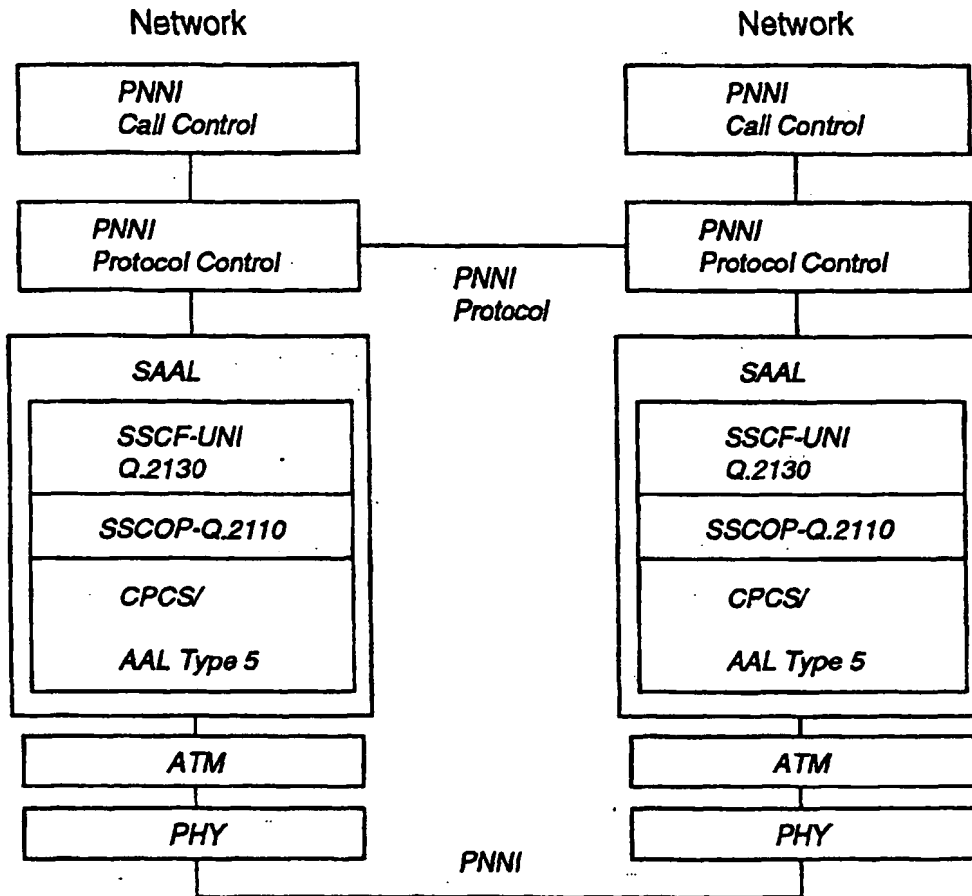 Network
PNNI
Call Control
PNNI
Protocol Control
SAAL
SSCF-UNI
Q.2130
SSCOP-Q.2110
CPCS/
AAL Type 5
ATM
PHY
PNNI
Protocol
PNNI
Network
PNNI
Call Control
PNNI
Protocol Control
SAAL
SSCF-UNI
Q.2130
SSCOP-Q.2110
CPCS/
AAL Type 5
ATM
PHY